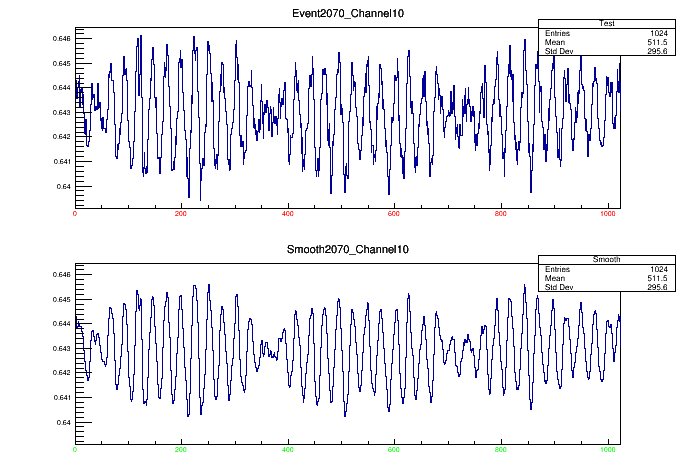 Event2070_Channel10
Test
Entries 1024
Mean 511.5
Std Dev 295.6
0.646
0.645
0.644
0.643
0.642
0.641
0.64
0 200 400 600 800 1000
Smooth2070_Channel10
Smooth
Entries 1024
Mean 511.5
Std Dev 295.6
0.646
0.645
0.644
0.643
0.642
0.641
0.64
0 200 400 600 800 1000